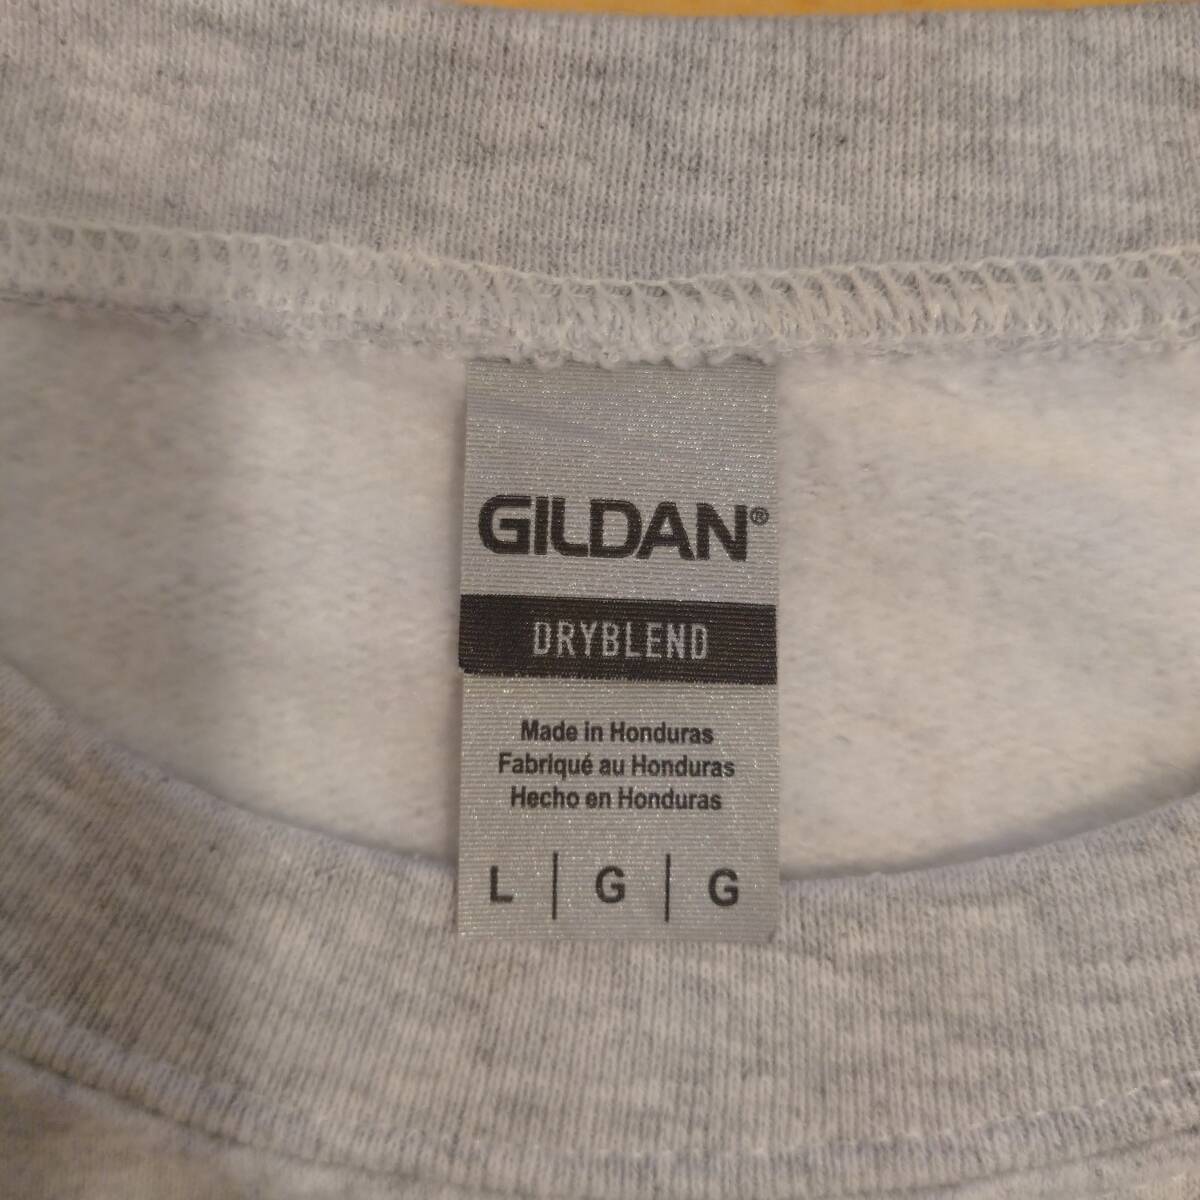 GILDAN®
DRYBLEND
Made in Honduras
Fabriqué au Honduras
Hecho en Honduras
L | G | G